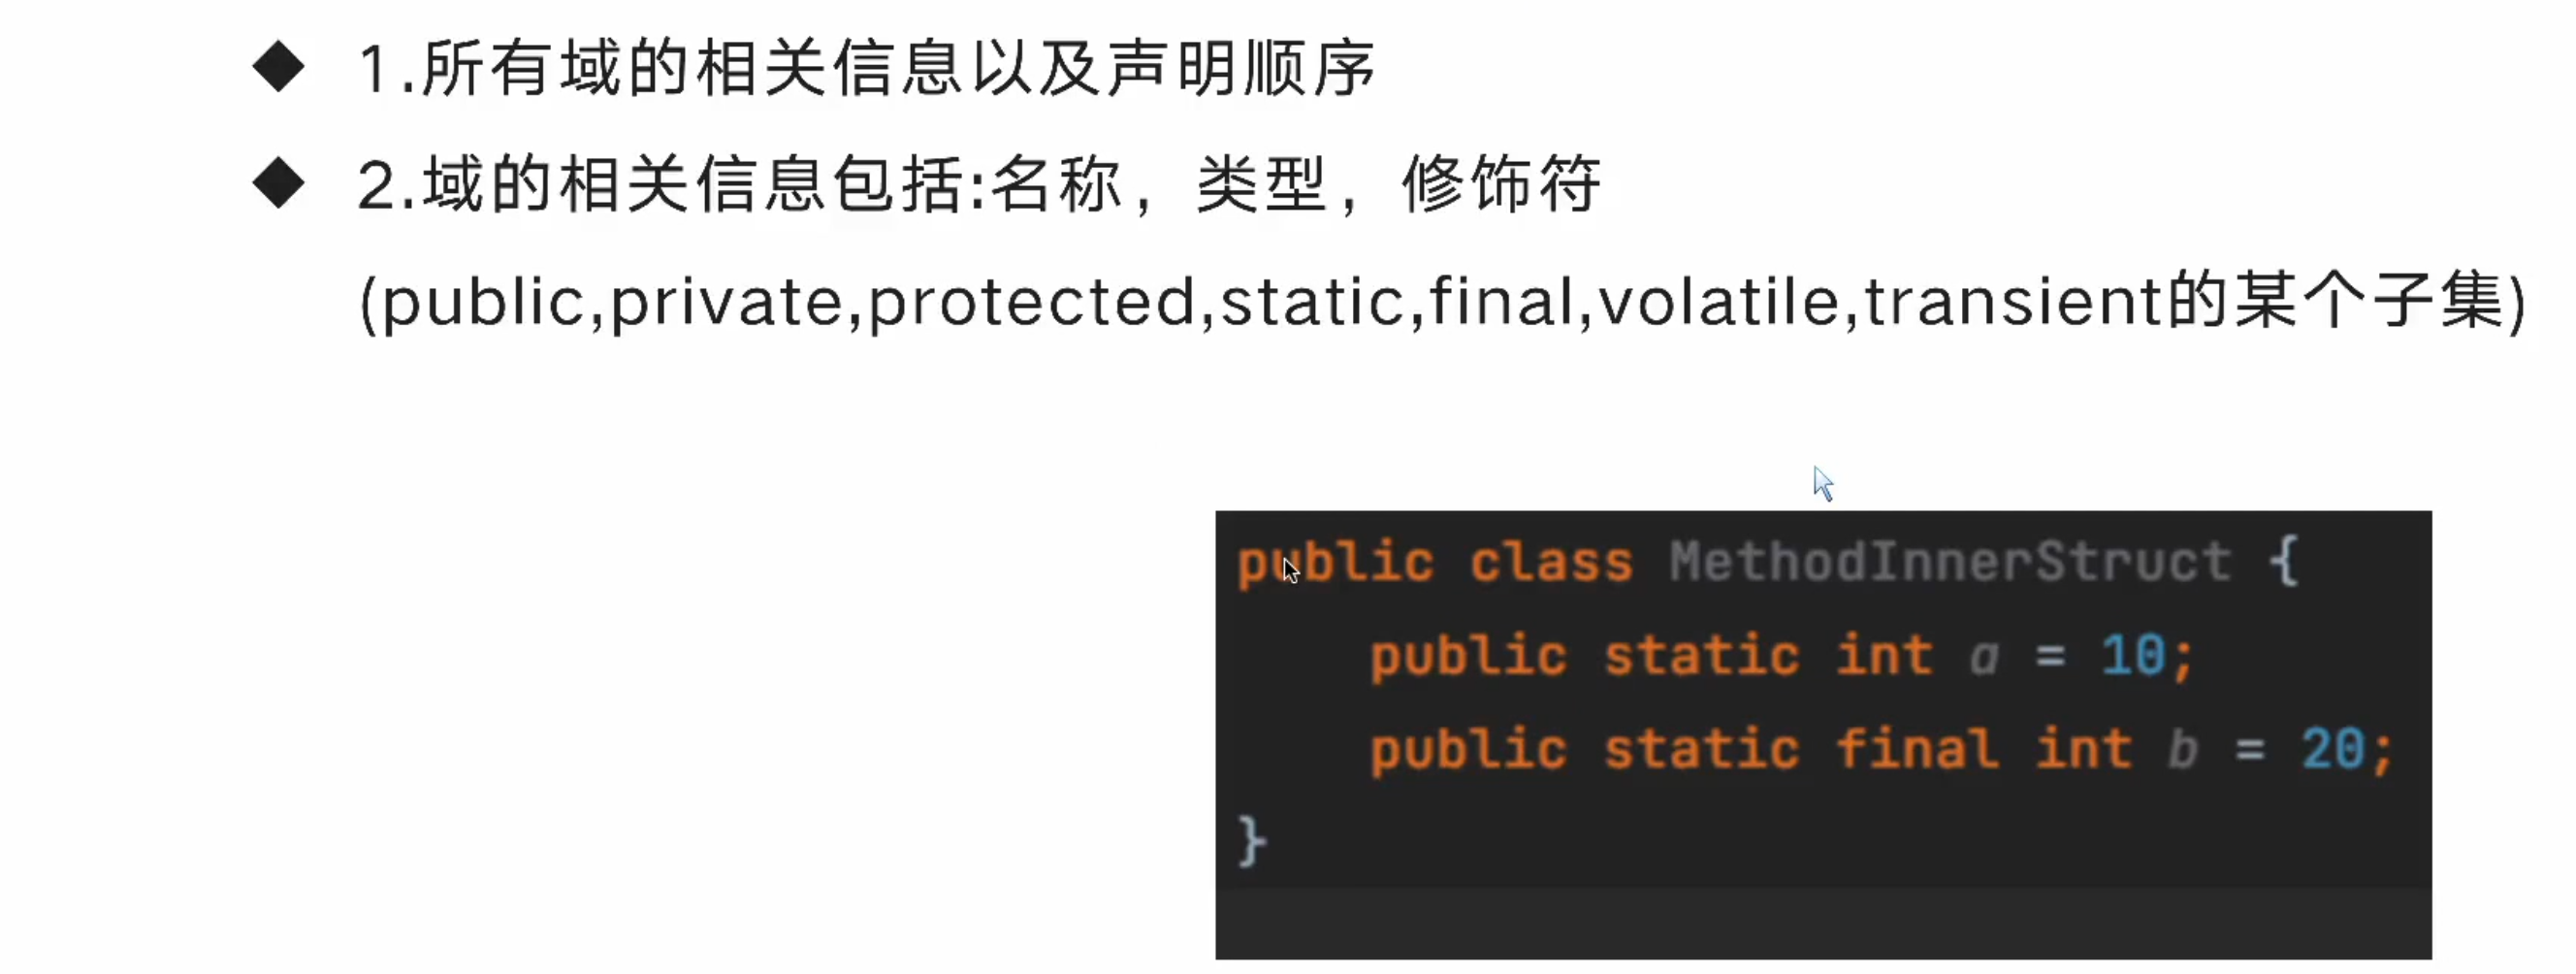 ◆ 1.所有域的相关信息以及声明顺序
◆ 2.域的相关信息包括:名称，类型，修饰符
(public,private,protected,static,final,volatile,transient的某个子集)
public class MethodInnerStruct {
    public static int a = 10;
    public static final int b = 20;
}